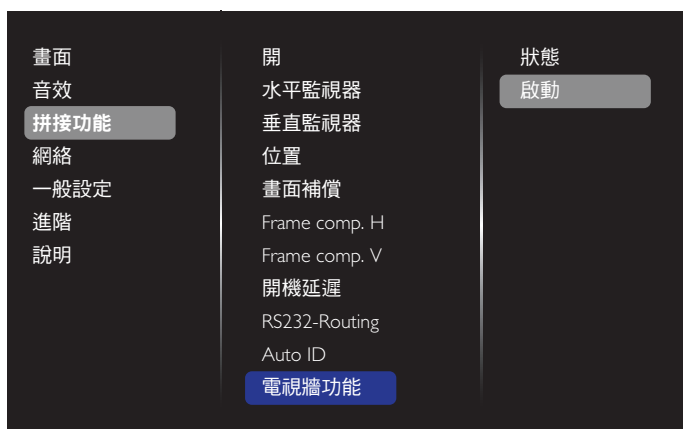 畫面
音效
拼接功能
網絡
一般設定
進階
說明
開
水平監視器
垂直監視器
位置
畫面補償
Frame comp. H
Frame comp. V
開機延遲
RS232-Routing
Auto ID
電視牆功能
狀態
啟動